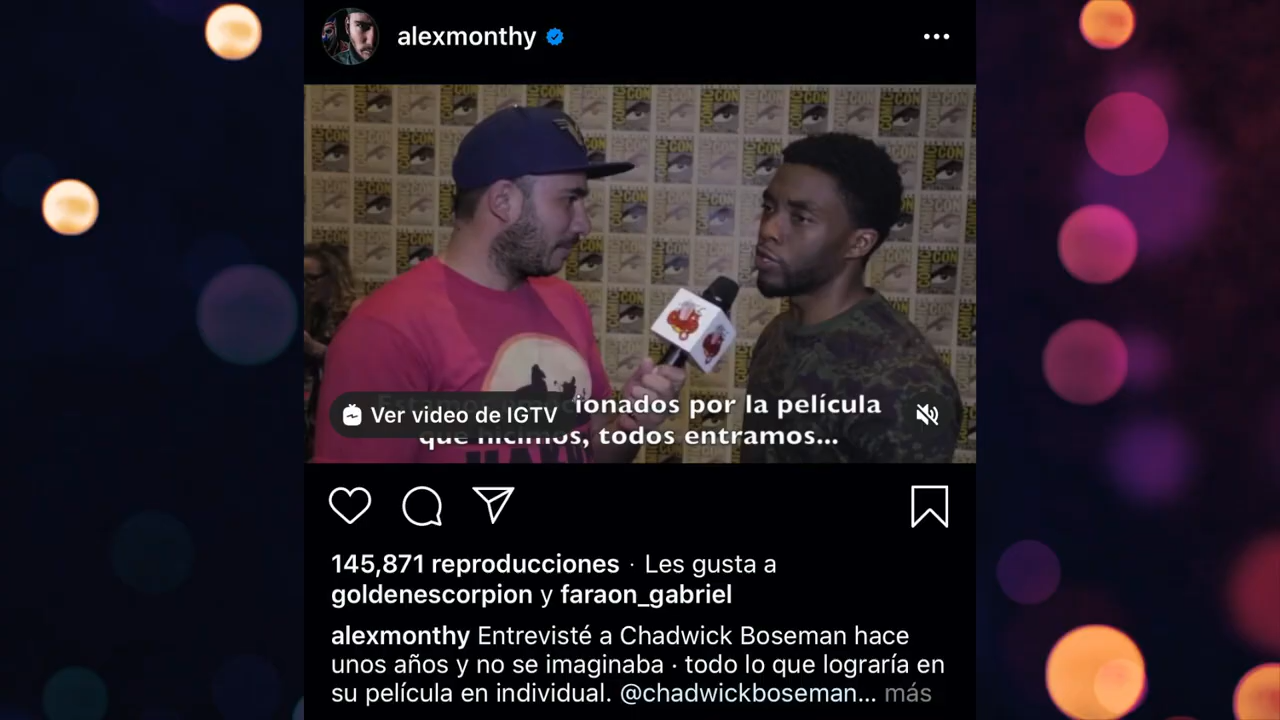 alexmonthy
COMIC CON
Ver video de IGTV
ionados por la película
que hicimos, todos entramos...
145,871 reproducciones · Les gusta a
goldenescorpion y faraon_gabriel
alexmonthy Entrevisté a Chadwick Boseman hace
unos años y no se imaginaba · todo lo que lograría en
su película en individual. @chadwickboseman... más